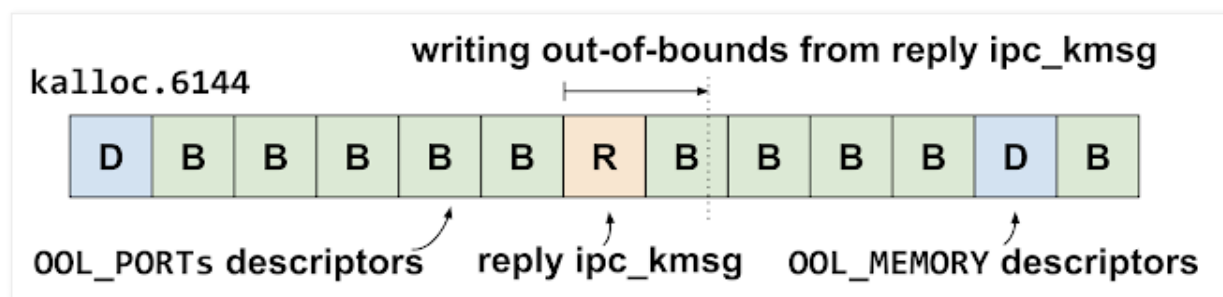 writing out-of-bounds from reply ipc_kmsg
kalloc.6144
D B B B B B R B B B B D B
OOL_PORTs descriptors reply ipc_kmsg OOL_MEMORY descriptors